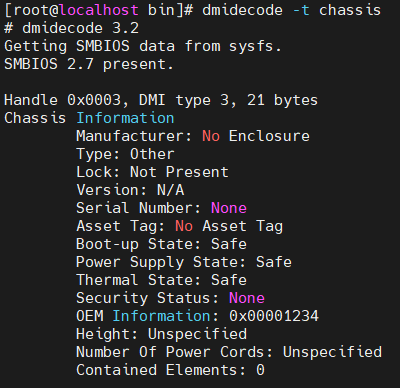 [root@localhost bin]# dmidecode -t chassis
# dmidecode 3.2
Getting SMBIOS data from sysfs.
SMBIOS 2.7 present.

Handle 0x0003, DMI type 3, 21 bytes
Chassis Information
        Manufacturer: No Enclosure
        Type: Other
        Lock: Not Present
        Version: N/A
        Serial Number: None
        Asset Tag: No Asset Tag
        Boot-up State: Safe
        Power Supply State: Safe
        Thermal State: Safe
        Security Status: None
        OEM Information: 0x00001234
        Height: Unspecified
        Number Of Power Cords: Unspecified
        Contained Elements: 0